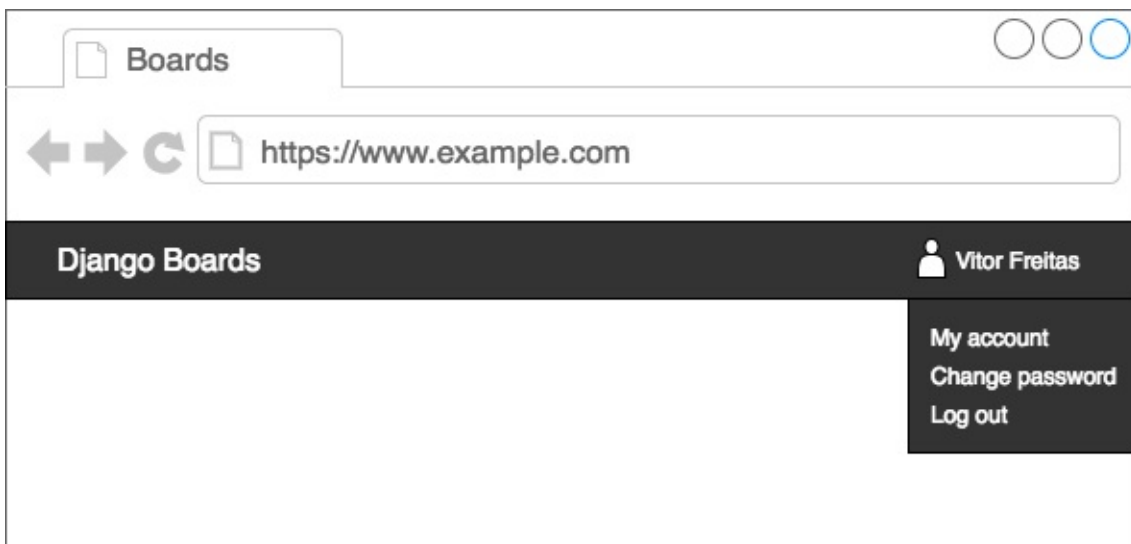 Boards
https://www.example.com
Django Boards
Vitor Freitas
My account
Change password
Log out